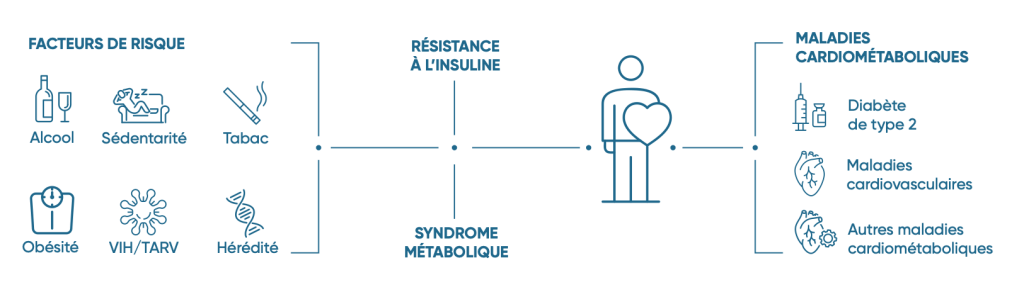 FACTEURS DE RISQUE
Alcool
Sédentarité
Tabac
Obésité
VIH/TARV
Hérédité
RÉSISTANCE
À L'INSULINE
SYNDROME
MÉTABOLIQUE
MALADIES
CARDIOMÉTABOLIQUES
Diabète
de type 2
Maladies
cardiovasculaires
Autres maladies
cardiométaboliques